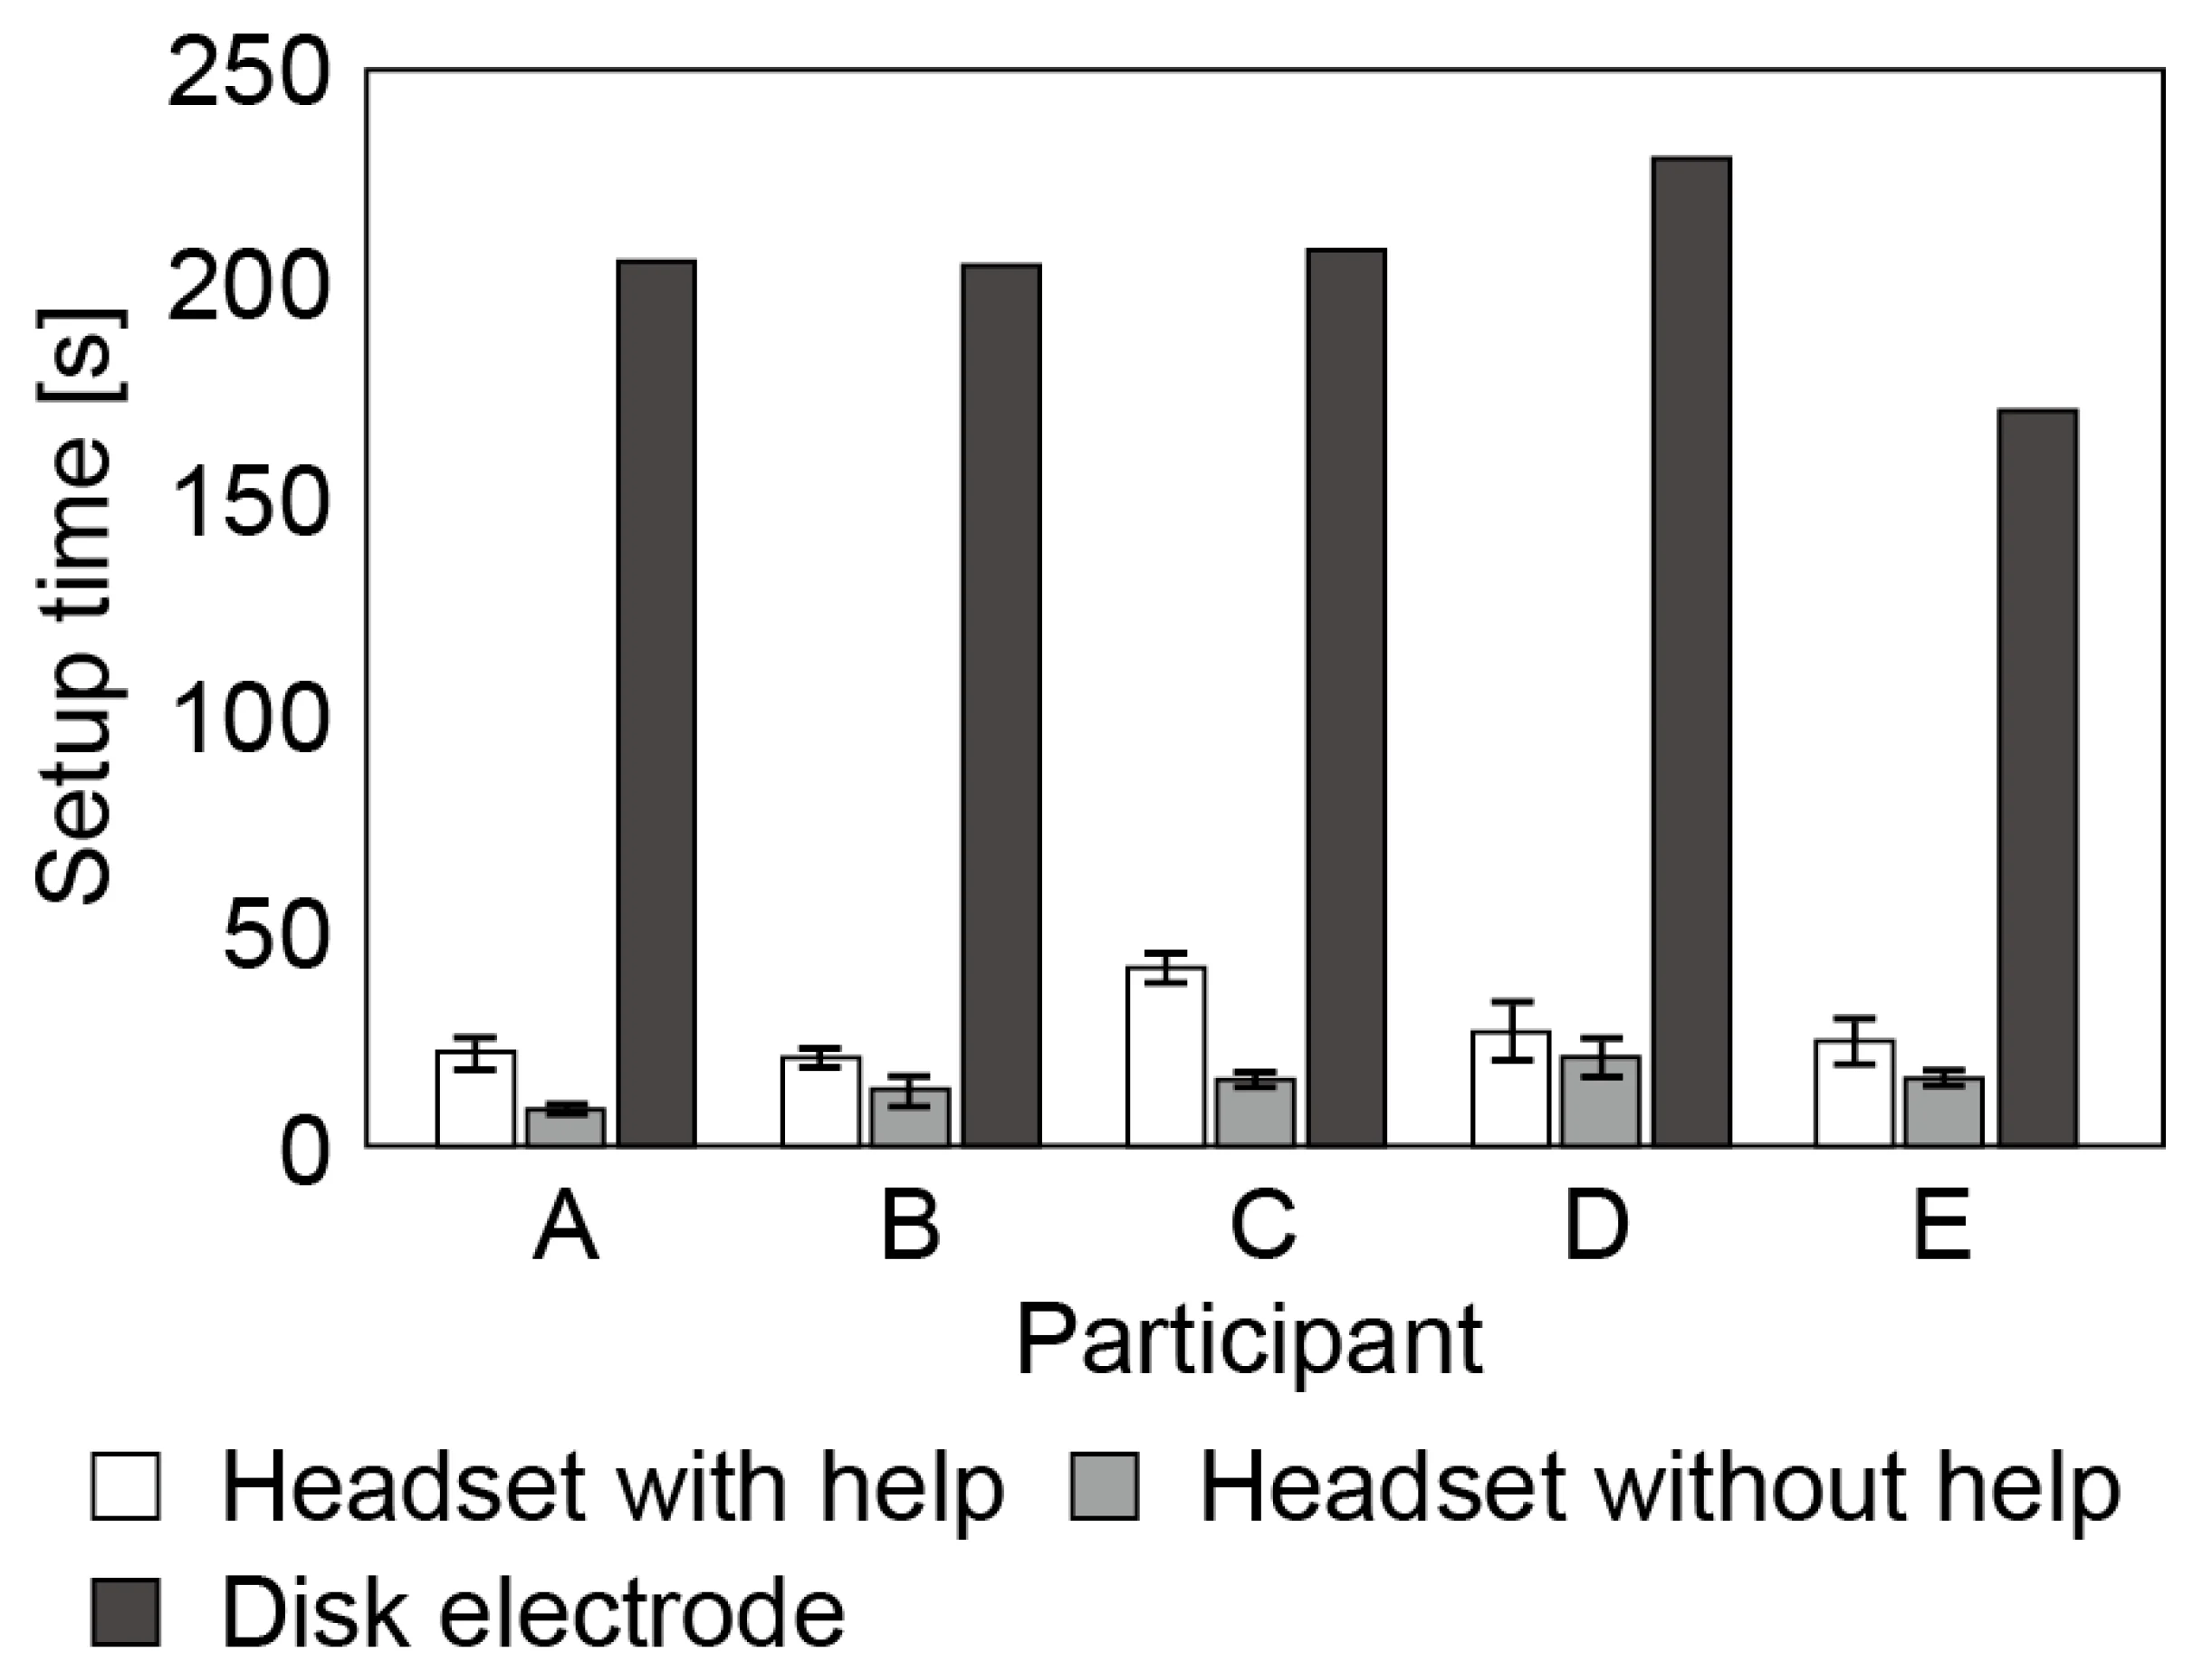 250
200
150
100
50
0
Setup time [s]
A B C D E
Participant
Headset with help Headset without help
Disk electrode